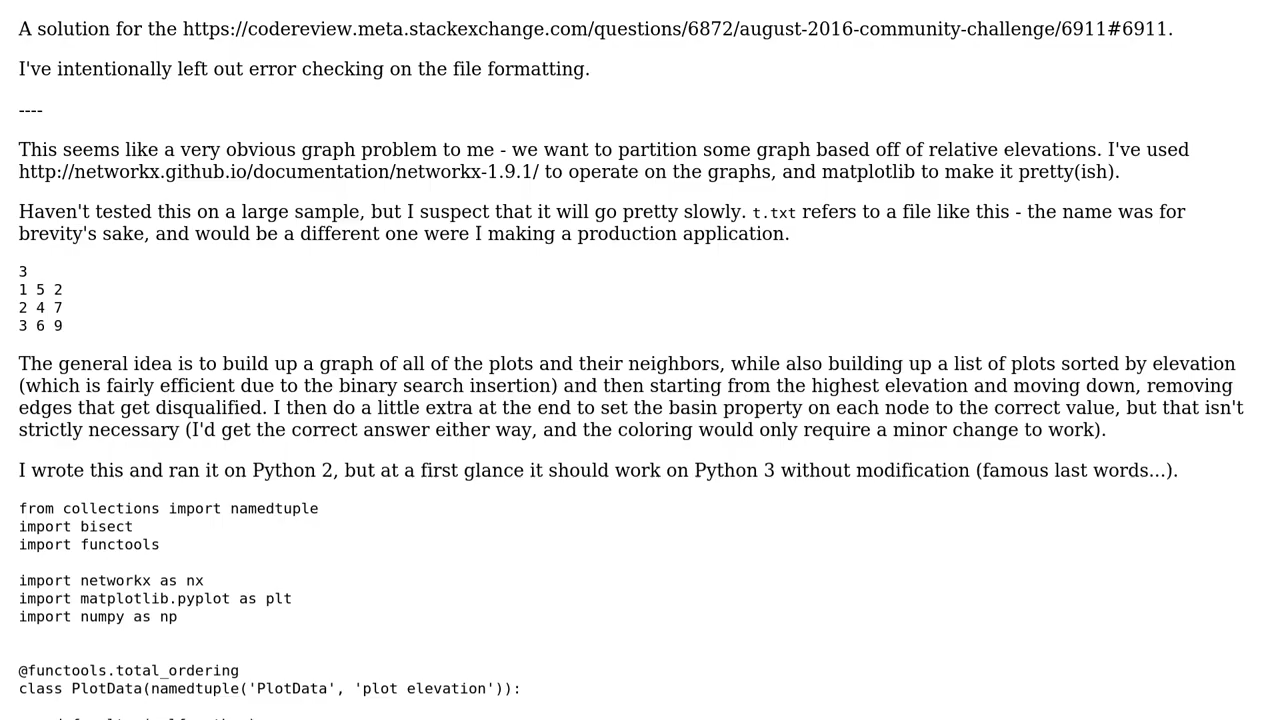 A solution for the https://codereview.meta.stackexchange.com/questions/6872/august-2016-community-challenge/6911#6911.
I've intentionally left out error checking on the file formatting.
----
This seems like a very obvious graph problem to me - we want to partition some graph based off of relative elevations. I've used
http://networkx.github.io/documentation/networkx-1.9.1/ to operate on the graphs, and matplotlib to make it pretty(ish).
Haven't tested this on a large sample, but I suspect that it will go pretty slowly. t.txt refers to a file like this - the name was for
brevity's sake, and would be a different one were I making a production application.
3
1 5 2
2 4 7
3 6 9
The general idea is to build up a graph of all of the plots and their neighbors, while also building up a list of plots sorted by elevation
(which is fairly efficient due to the binary search insertion) and then starting from the highest elevation and moving down, removing
edges that get disqualified. I then do a little extra at the end to set the basin property on each node to the correct value, but that isn't
strictly necessary (I'd get the correct answer either way, and the coloring would only require a minor change to work).
I wrote this and ran it on Python 2, but at a first glance it should work on Python 3 without modification (famous last words...).
from collections import namedtuple
import bisect
import functools
import networkx as nx
import matplotlib.pyplot as plt
import numpy as np
@functools.total_ordering
class PlotData(namedtuple('PlotData', 'plot elevation')):